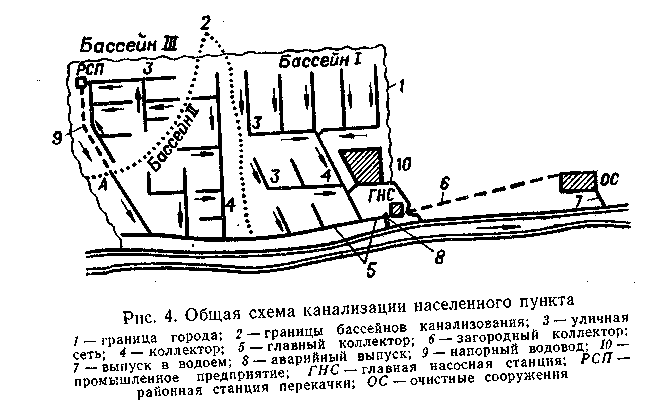 Бассейн III
2
РСП
3
Бассейн I
1
Бассейн II
9
3
А
3
4
10
ГНС
6
ОС
7
4
5
8
Рис. 4. Общая схема канализации населенного пункта
1 — граница города; 2 — границы бассейнов канализования; 3 — уличная
сеть; 4 — коллектор; 5 — главный коллектор; 6 — загородный коллектор;
7 — выпуск в водоем; 8 — аварийный выпуск; 9 — напорный водовод; 10 —
промышленное предприятие; ГНС — главная насосная станция; РСП —
районная станция перекачки; ОС — очистные сооружения